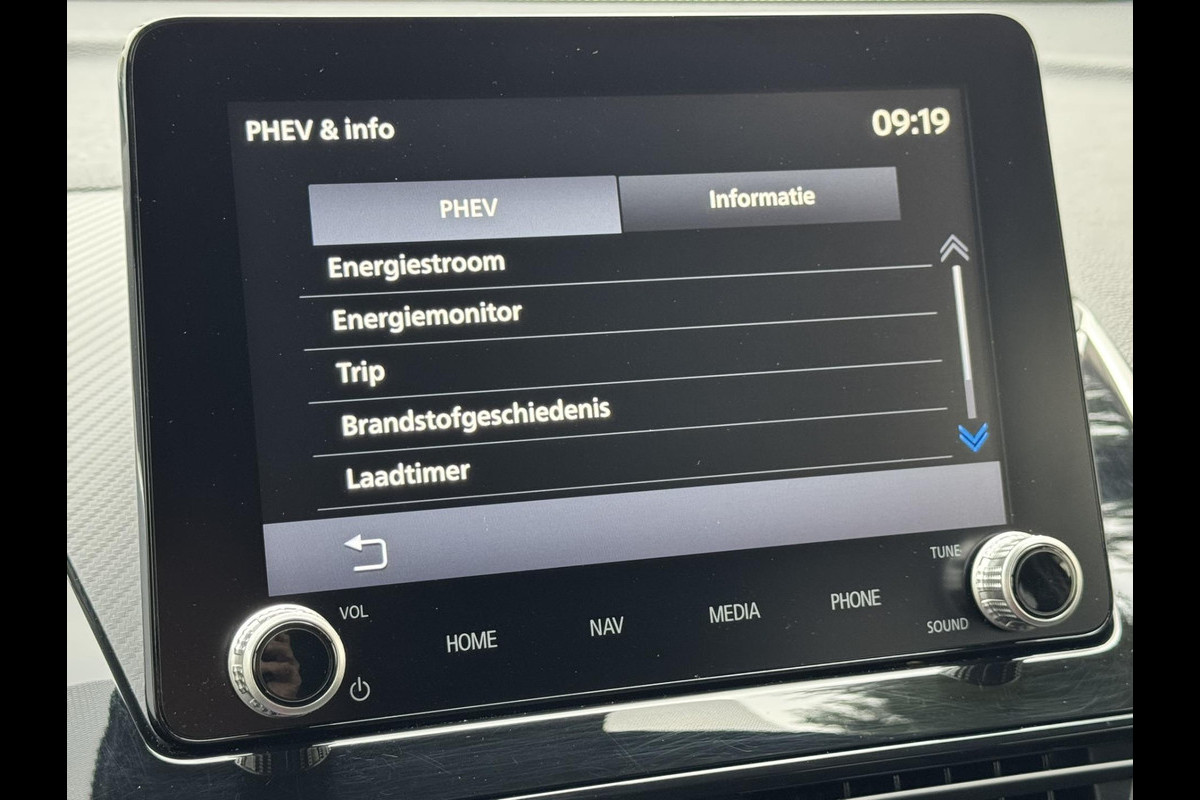 PHEV & info 09:19
PHEV Informatie
Energiestroom
Energiemonitor
Trip
Brandstofgeschiedenis
Laadtimer
VOL HOME NAV MEDIA PHONE TUNE
SOUND